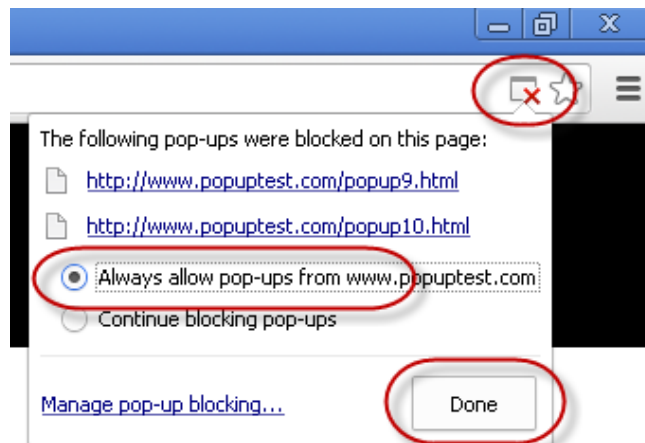 The following pop-ups were blocked on this page:
http://www.popuptest.com/popup9.html
http://www.popuptest.com/popup10.html
Always allow pop-ups from www.popuptest.com
Continue blocking pop-ups
Manage pop-up blocking...
Done